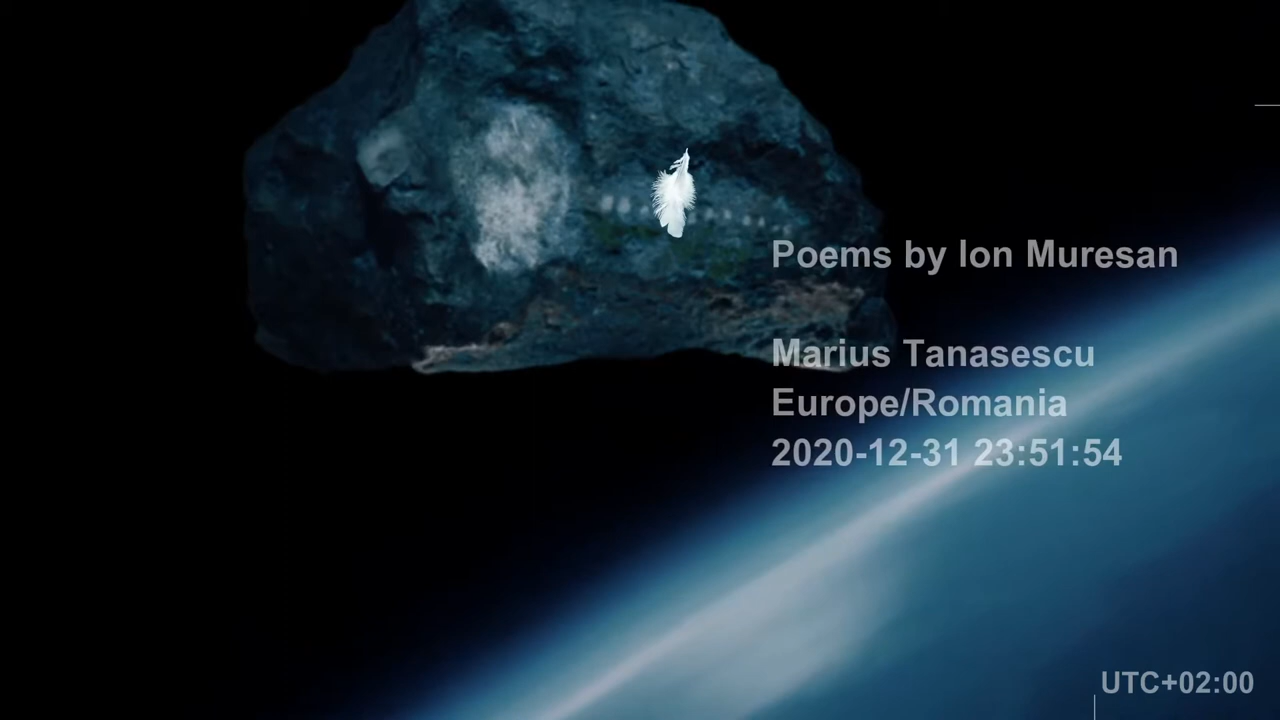 Poems by Ion Muresan
Marius Tanasescu
Europe/Romania
2020-12-31 23:51:54
UTC+02:00